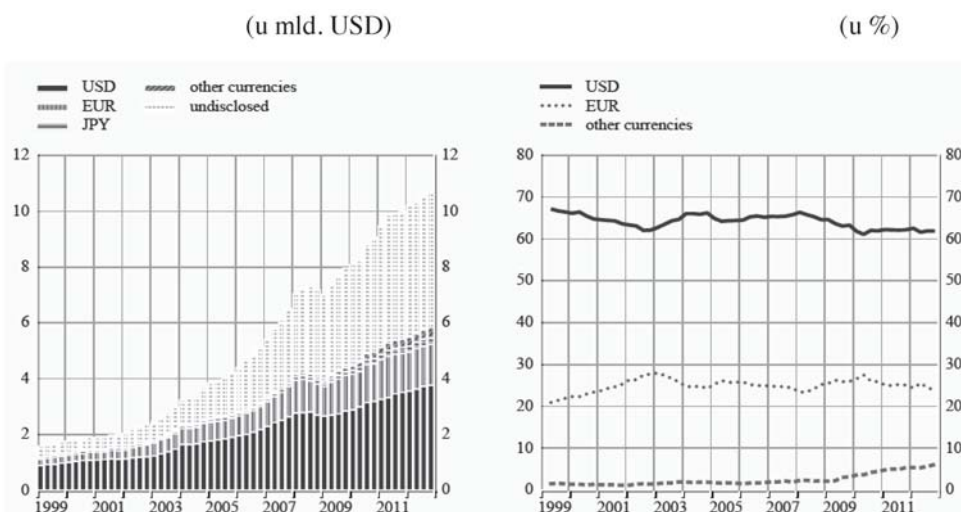 (u mld. USD)
(u %)
USD
other currencies
EUR
undisclosed
JPY
USD
EUR
other currencies
12 12
10 10
8 8
6 6
4 4
2 2
0 0
1999 2001 2003 2005 2007 2009 2011
80 80
70 70
60 60
50 50
40 40
30 30
20 20
10 10
0 0
1999 2001 2003 2005 2007 2009 2011